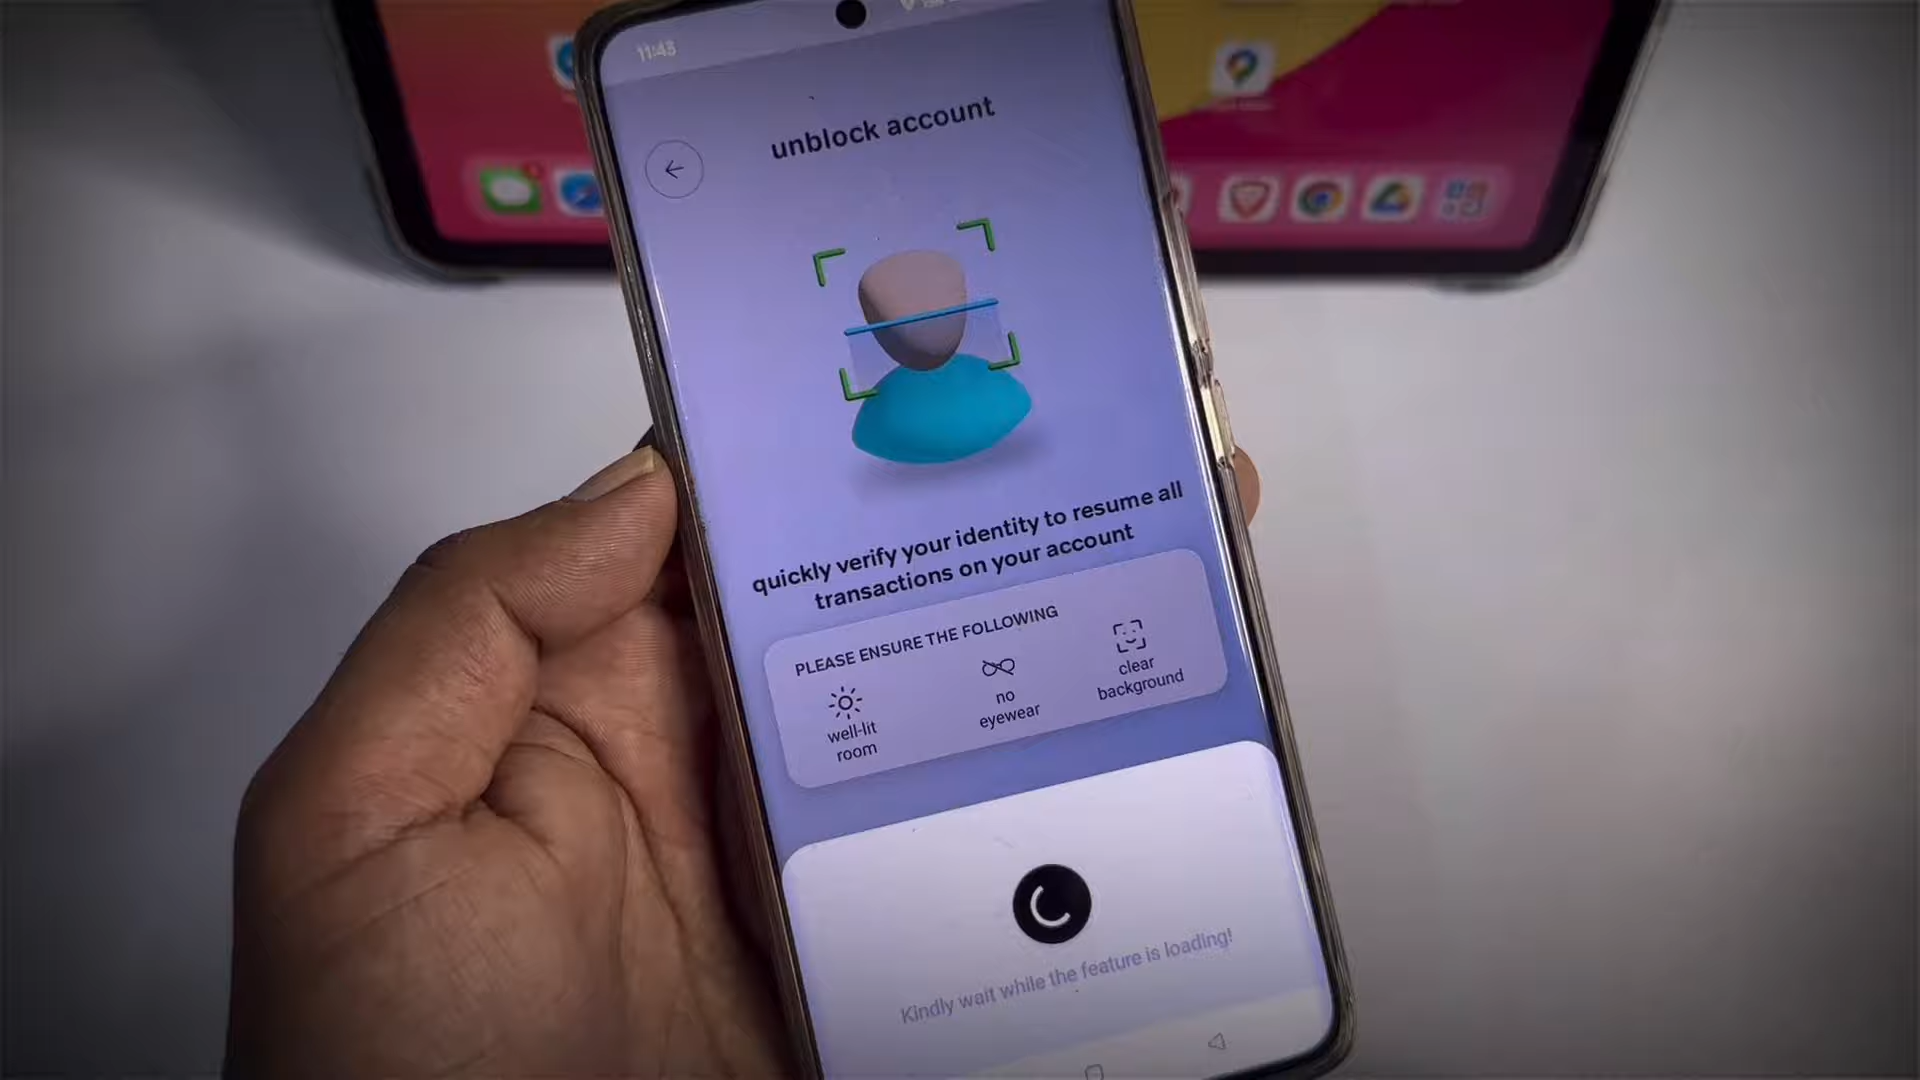 11:43
unblock account
quickly verify your identity to resume all
transactions on your account
PLEASE ENSURE THE FOLLOWING
well-lit
room
no
eyewear
clear
background
Kindly wait while the feature is loading!